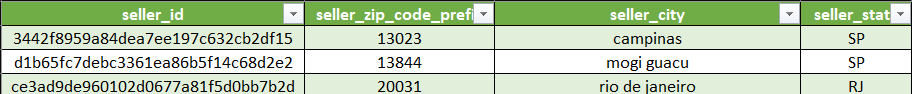 seller_id seller_zip_code_prefi seller_city seller_stat
3442f8959a84dea7ee197c632cb2df15 13023 campinas SP
d1b65fc7debc3361ea86b5f14c68d2e2 13844 mogi guacu SP
ce3ad9de960102d0677a81f5d0bb7b2d 20031 rio de janeiro RJ